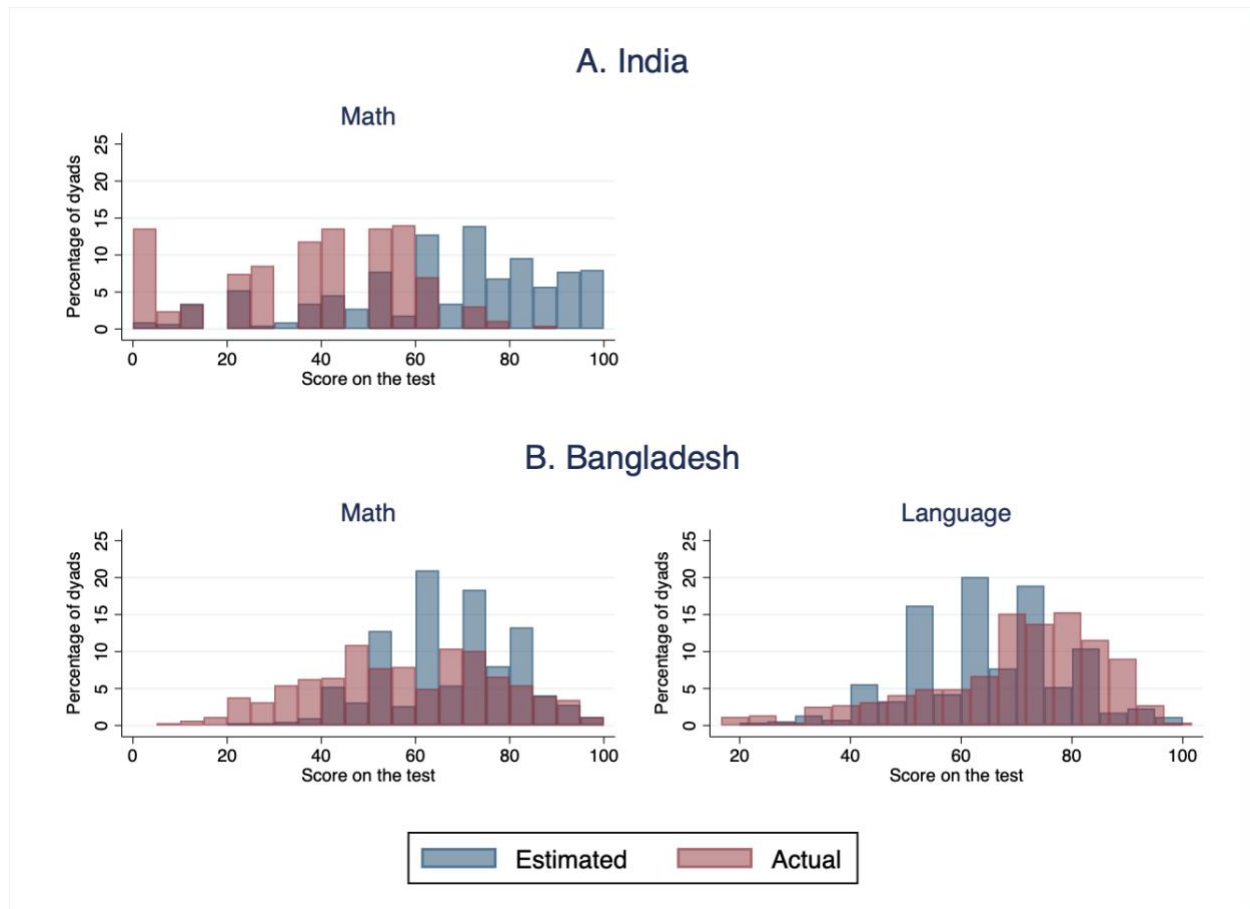 A. India
Math
Percentage of dyads
25
20
15
10
5
0
0 20 40 60 80 100
Score on the test
B. Bangladesh
Math
Percentage of dyads
25
20
15
10
5
0
0 20 40 60 80 100
Score on the test
Language
Percentage of dyads
25
20
15
10
5
0
20 40 60 80 100
Score on the test
Estimated Actual